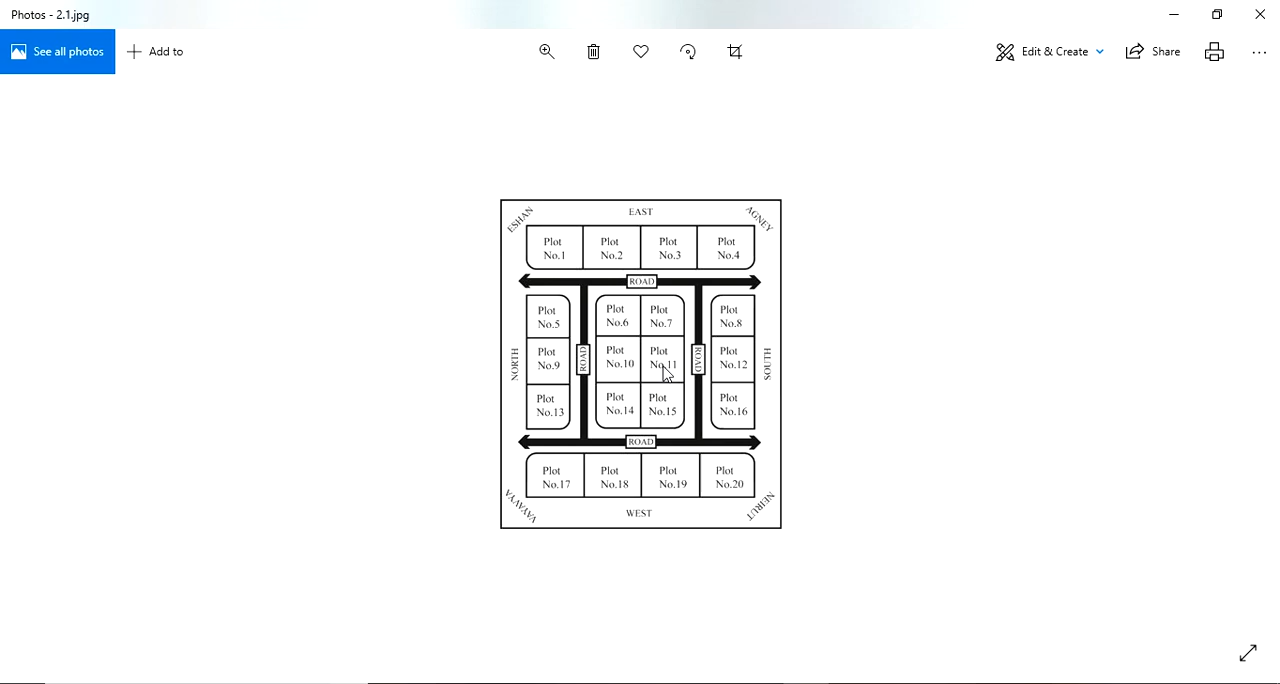 Photos - 2.1.jpg
See all photos
Add to
Edit & Create
Share
ESHAN
EAST
AGNEY
Plot
No.1
Plot
No.2
Plot
No.3
Plot
No.4
ROAD
Plot
No.5
Plot
No.6
Plot
No.7
Plot
No.8
NORTH
Plot
No.9
ROAD
Plot
No.10
Plot
No.11
ROAD
Plot
No.12
SOUTH
Plot
No.13
Plot
No.14
Plot
No.15
Plot
No.16
ROAD
Plot
No.17
Plot
No.18
Plot
No.19
Plot
No.20
VAYAVYA
WEST
NEIRUT